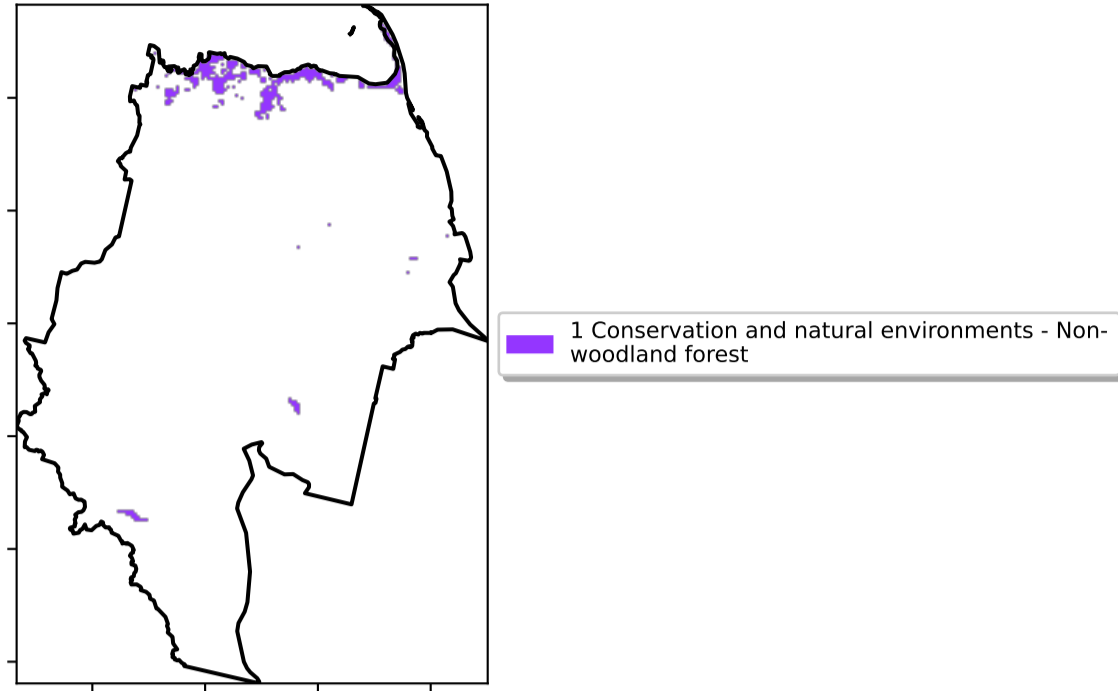 1 Conservation and natural environments - Non-
woodland forest